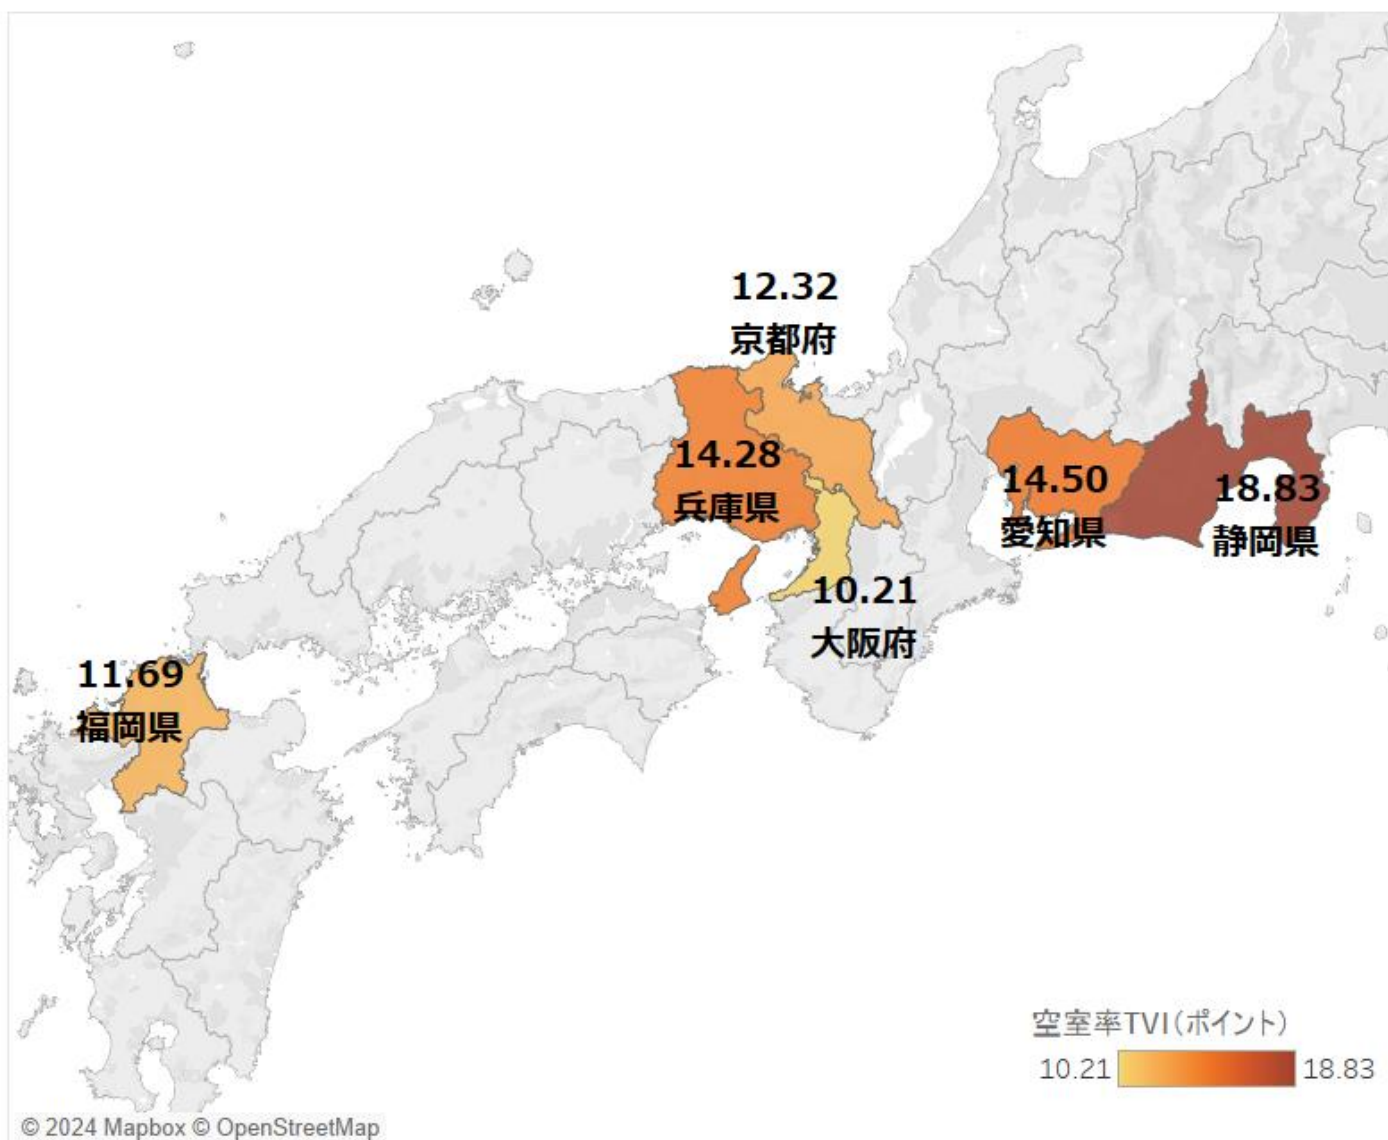 12.32
京都府
14.28
兵庫県
14.50
愛知県
18.83
静岡県
10.21
大阪府
11.69
福岡県
空室率TVI(ポイント)
10.21 18.83
© 2024 Mapbox © OpenStreetMap